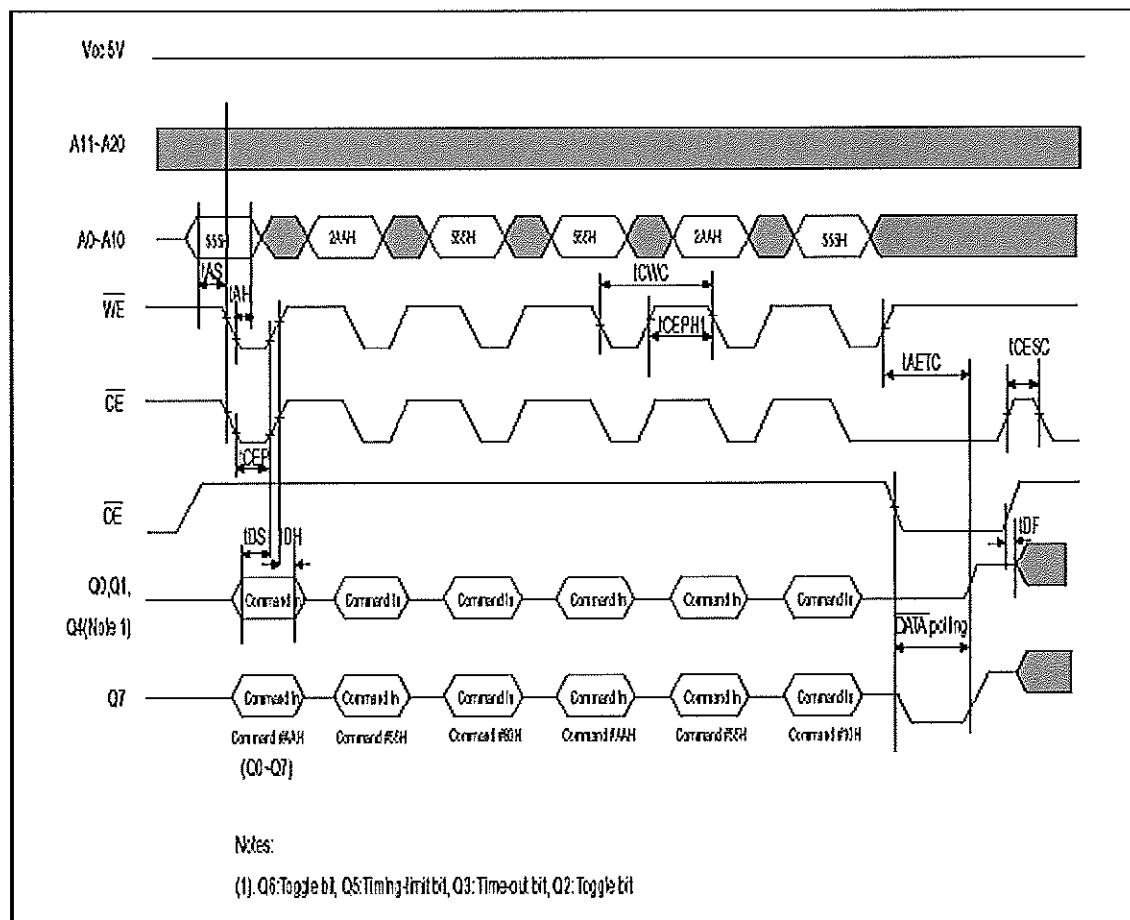 Vcc 5V
A11~A20
A0~A10
555H 2AAH 555H 555H 2AAH 555H
tAS
tAH
tCWC
WE
tCEPH1
tAETC
tCESC
CE
tCEP
OE
tDS
tDH
tDF
Q0,Q1,
Command In Command In Command In Command In Command In Command In
Q4(Note 1)
DATA polling
Q7
Command In Command In Command In Command In Command In Command In
Command #AAH Command #55H Command #80H Command #AAH Command #55H Command #10H
(Q0~Q7)
Notes:
(1). Q6:Toggle bit, Q5:Timing-limit bit, Q3: Time-out bit, Q2: Toggle bit